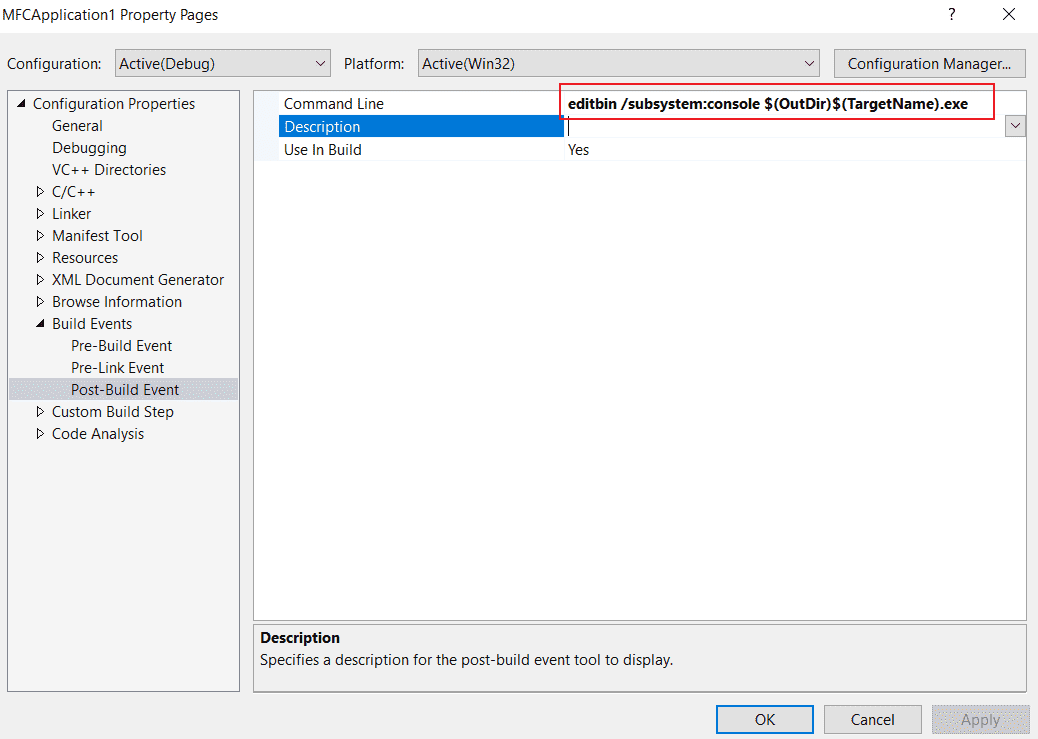 MFCApplication1 Property Pages
?
Configuration: Active(Debug) Platform: Active(Win32) Configuration Manager...
Configuration Properties
General
Debugging
VC++ Directories
C/C++
Linker
Manifest Tool
Resources
XML Document Generator
Browse Information
Build Events
Pre-Build Event
Pre-Link Event
Post-Build Event
Custom Build Step
Code Analysis
Command Line editbin /subsystem:console $(OutDir)$(TargetName).exe
Description
Use In Build Yes
Description
Specifies a description for the post-build event tool to display.
OK Cancel Apply